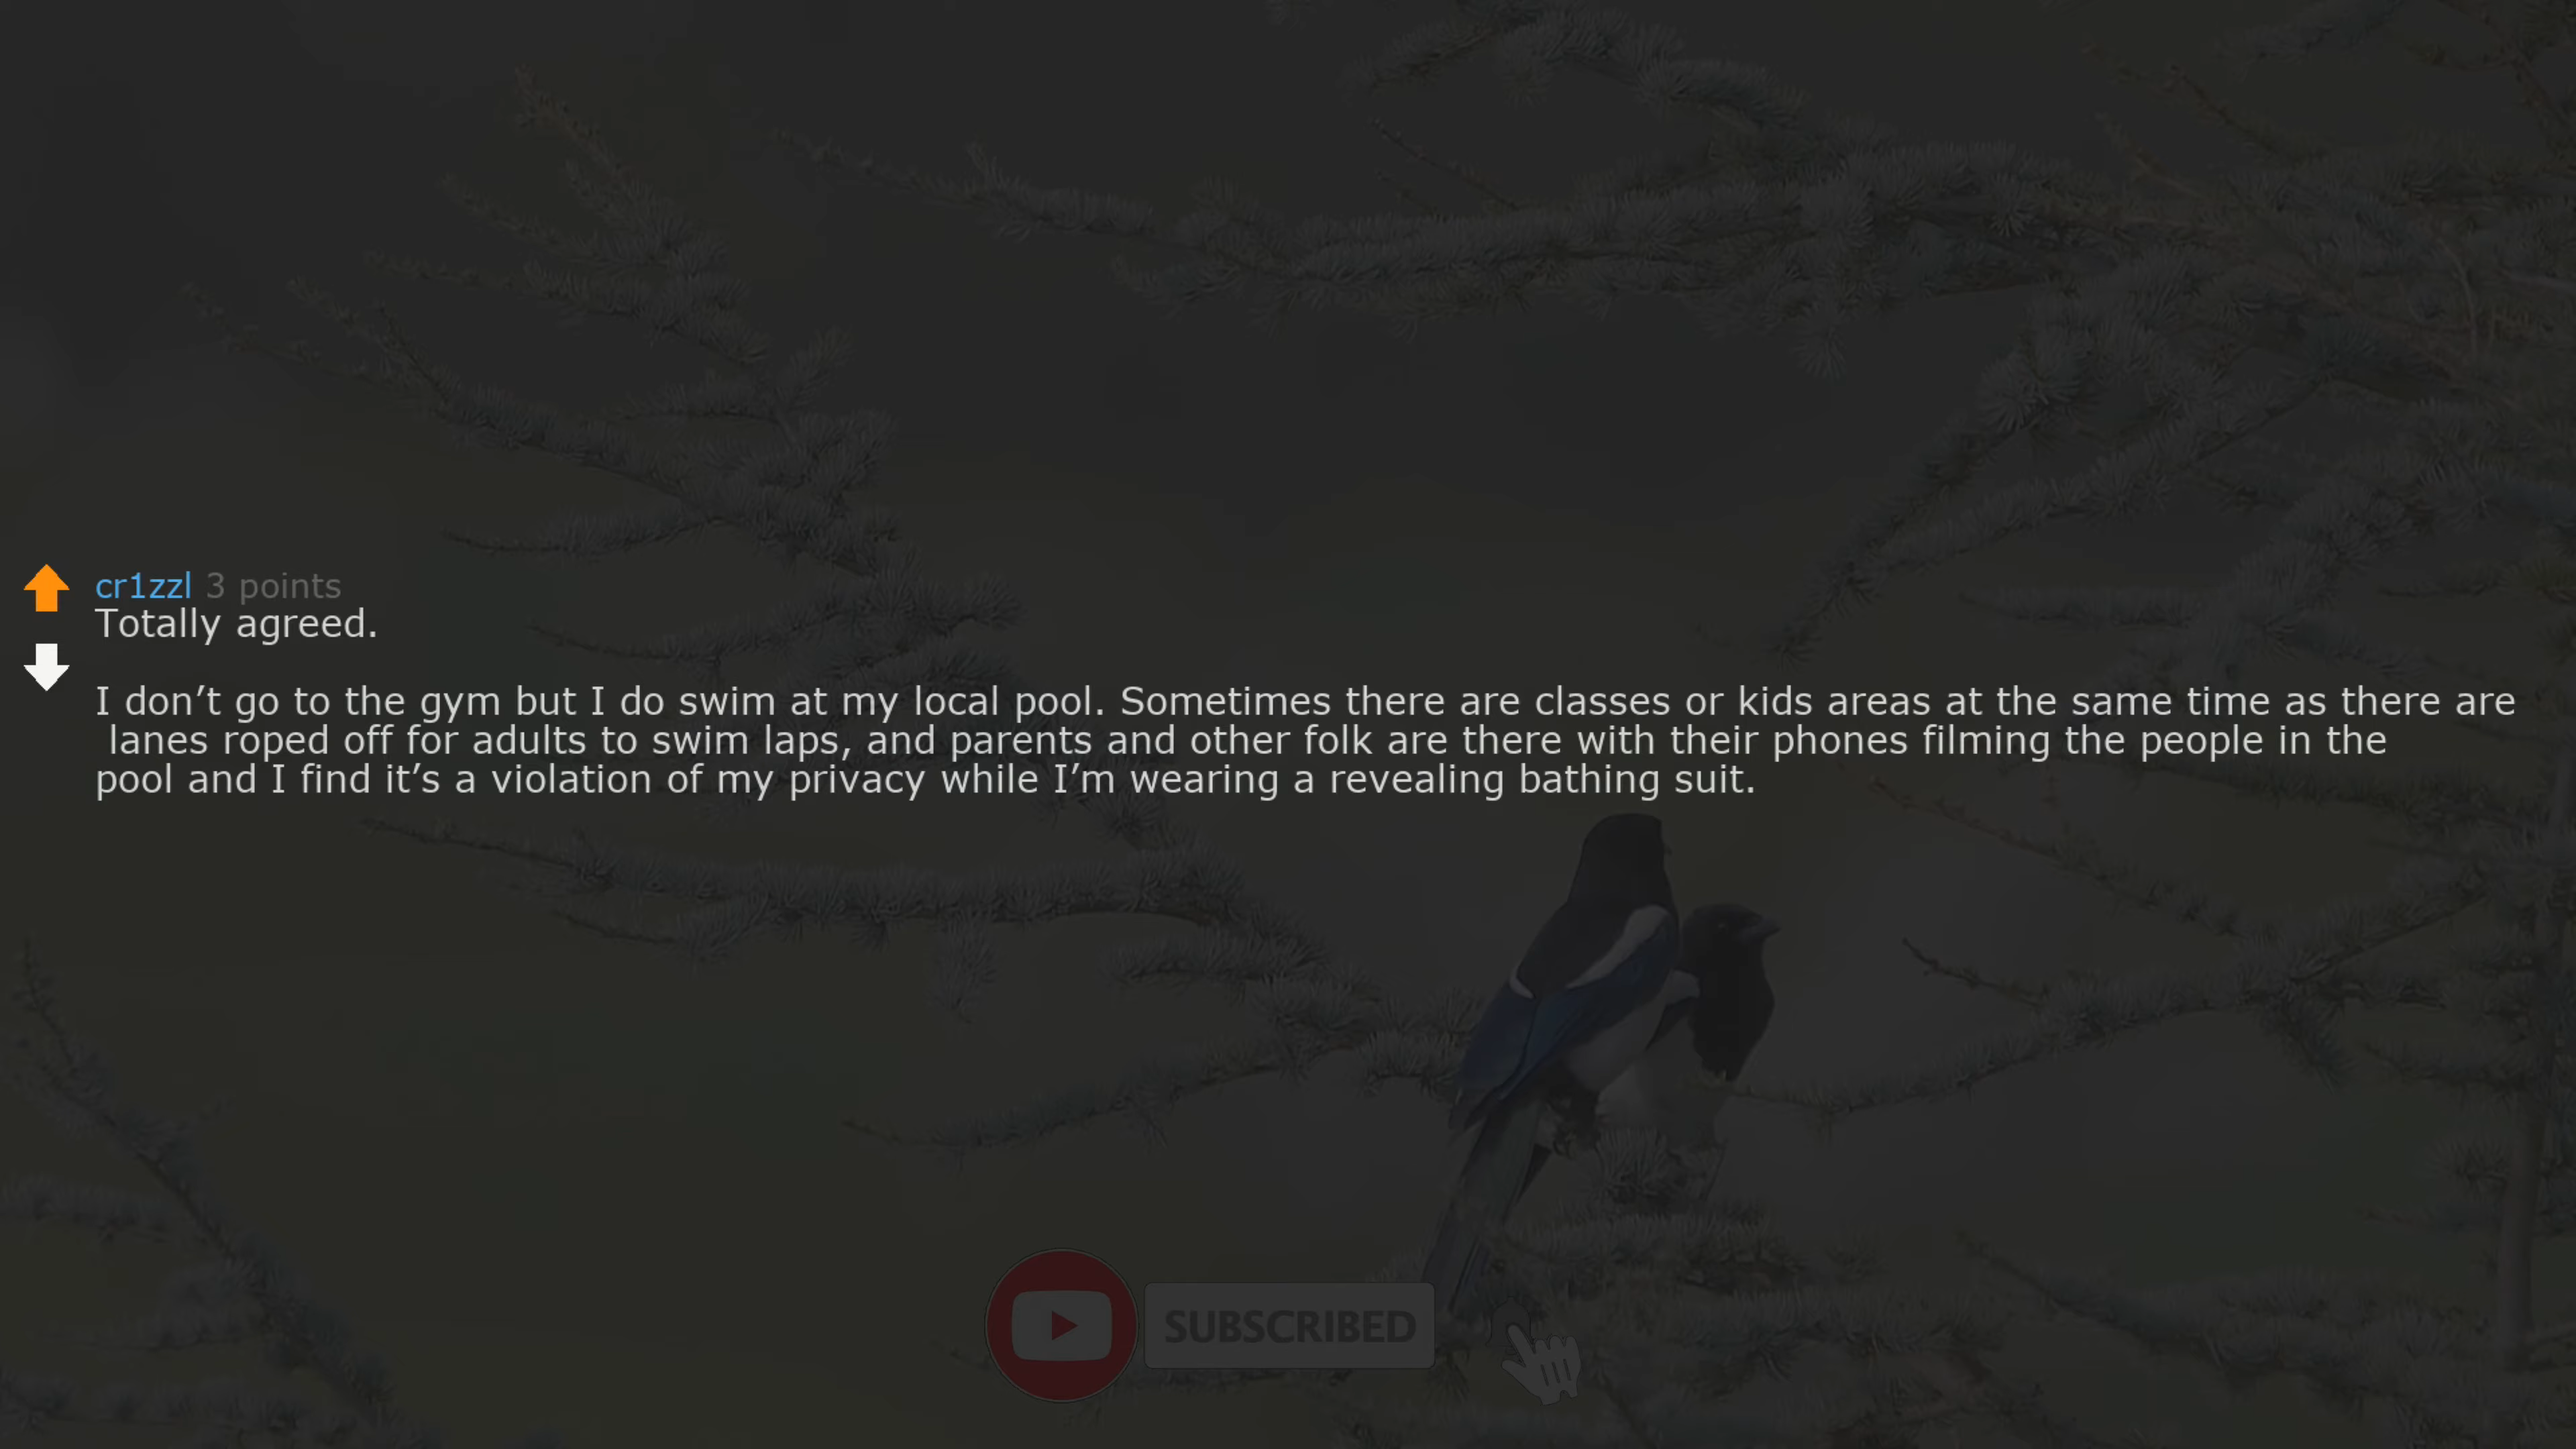 cr1zzl 3 points
Totally agreed.
I don’t go to the gym but I do swim at my local pool. Sometimes there are classes or kids areas at the same time as there are
lanes roped off for adults to swim laps, and parents and other folk are there with their phones filming the people in the
pool and I find it’s a violation of my privacy while I’m wearing a revealing bathing suit.
SUBSCRIBED